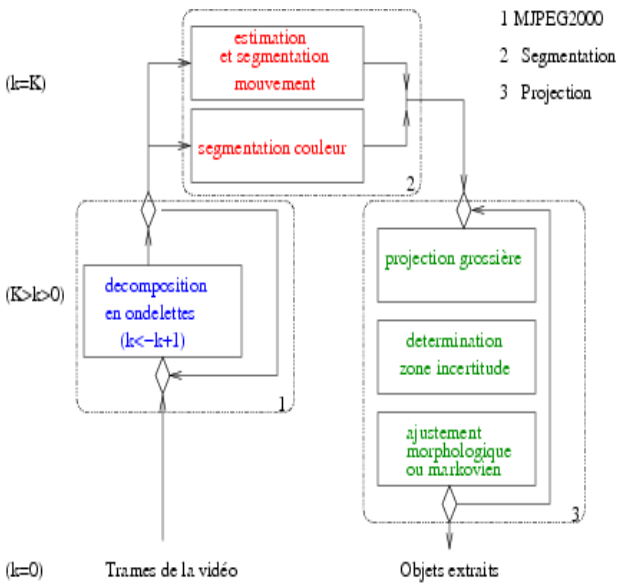 1 MJPEG2000
2 Segmentation
3 Projection
(k=K)
estimation
et segmentation
mouvement
segmentation couleur
2
(K>k>0)
decomposition
en ondelettes
(k<−k+1)
1
projection grossière
determination
zone incertitude
ajustement
morphologique
ou markovien
3
(k=0)
Trames de la vidéo
Objets extraits